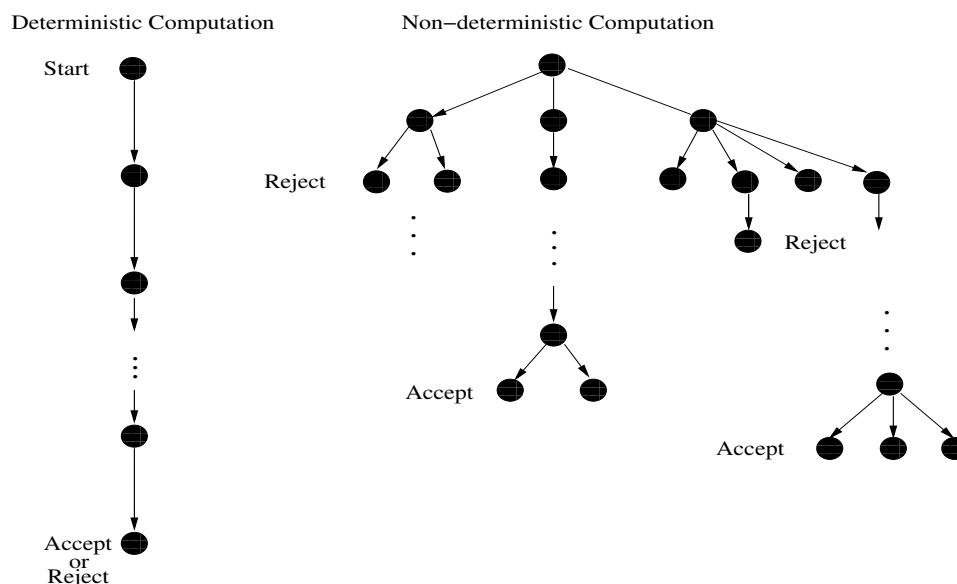 Deterministic Computation
Non−deterministic Computation
Start
Reject
Reject
Accept
Accept
Accept
or
Reject